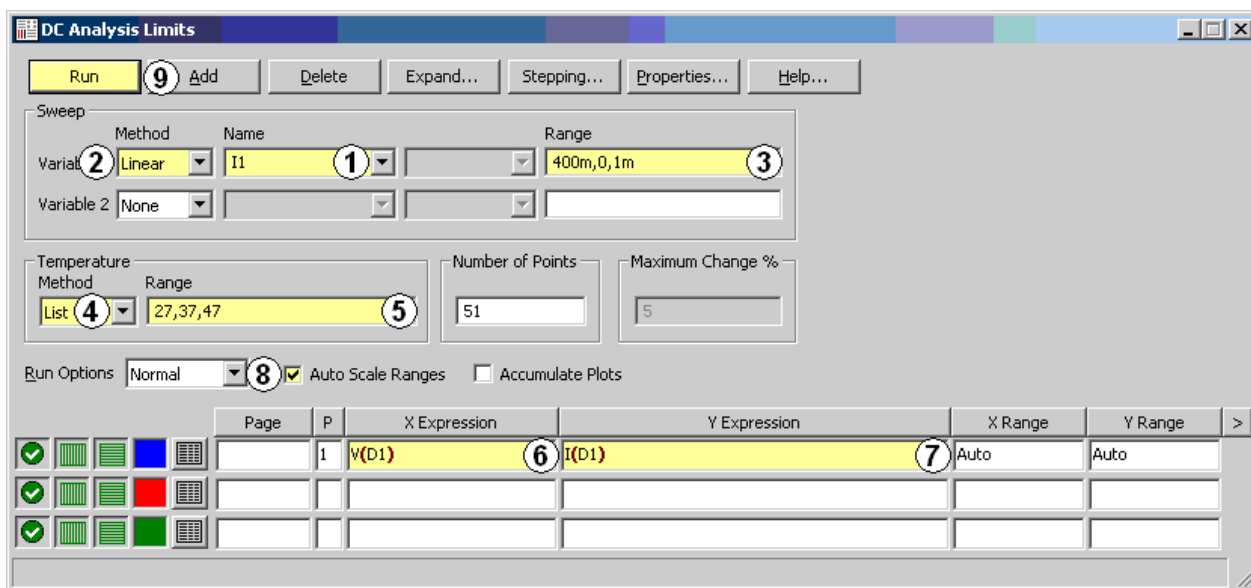 DC Analysis Limits
Run 9 Add Delete Expand... Stepping... Properties... Help...
Sweep
Method Name Range
Variab 2 Linear I1 1 400m,0,1m 3
Variable 2 None
Temperature Number of Points Maximum Change %
Method Range
List 4 27,37,47 5 51 5
Run Options Normal 8 Auto Scale Ranges Accumulate Plots
Page P X Expression Y Expression X Range Y Range >
1 V(D1) 6 I(D1) 7 Auto Auto